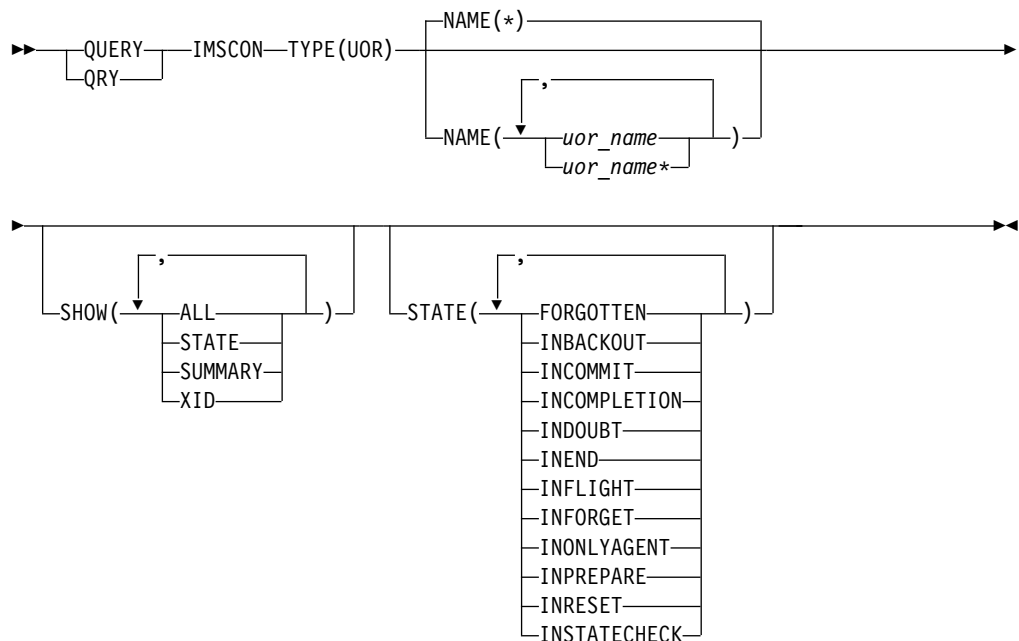 NAME(*)
QUERY IMSCON TYPE(UOR)
QRY
,
NAME( uor_name )
uor_name*
, ,
SHOW( ALL ) STATE( FORGOTTEN )
STATE INBACKOUT
SUMMARY INCOMMIT
XID INCOMPLETION
INDOUBT
INEND
INFLIGHT
INFORGET
INONLYAGENT
INPREPARE
INRESET
INSTATECHECK